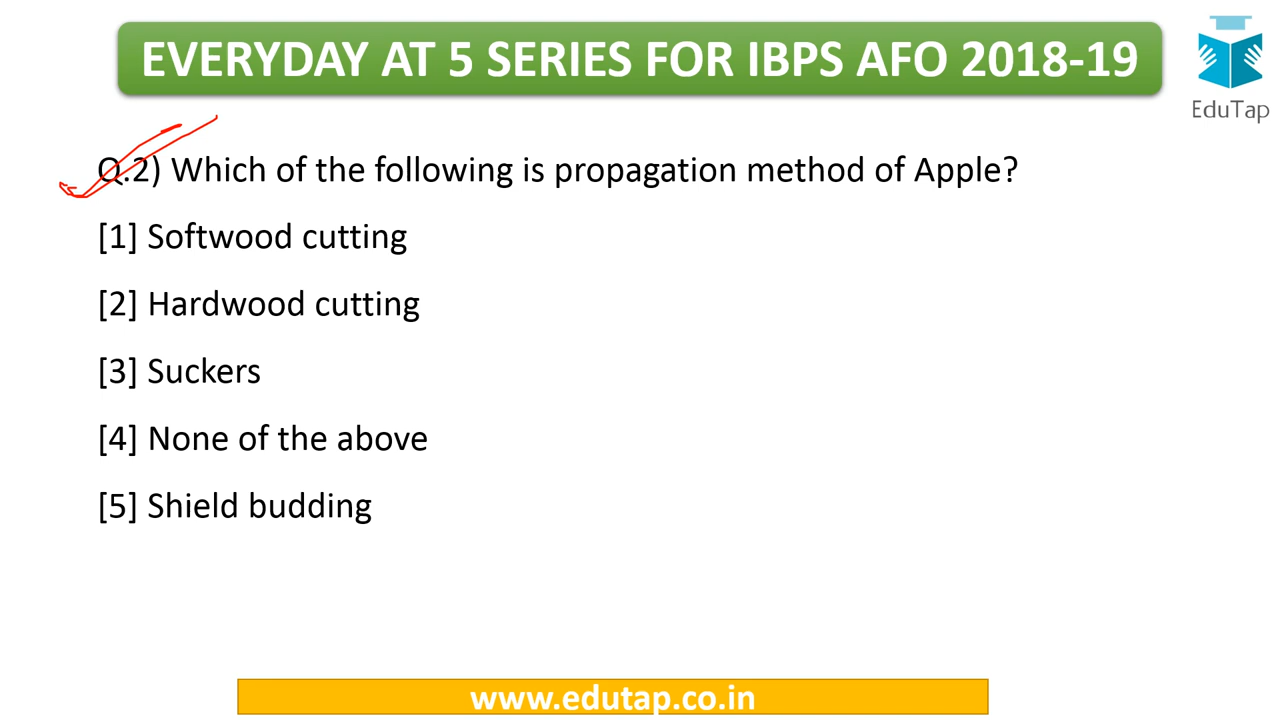 EVERYDAY AT 5 SERIES FOR IBPS AFO 2018-19
EduTap
Q.2) Which of the following is propagation method of Apple?
[1] Softwood cutting
[2] Hardwood cutting
[3] Suckers
[4] None of the above
[5] Shield budding
www.edutap.co.in